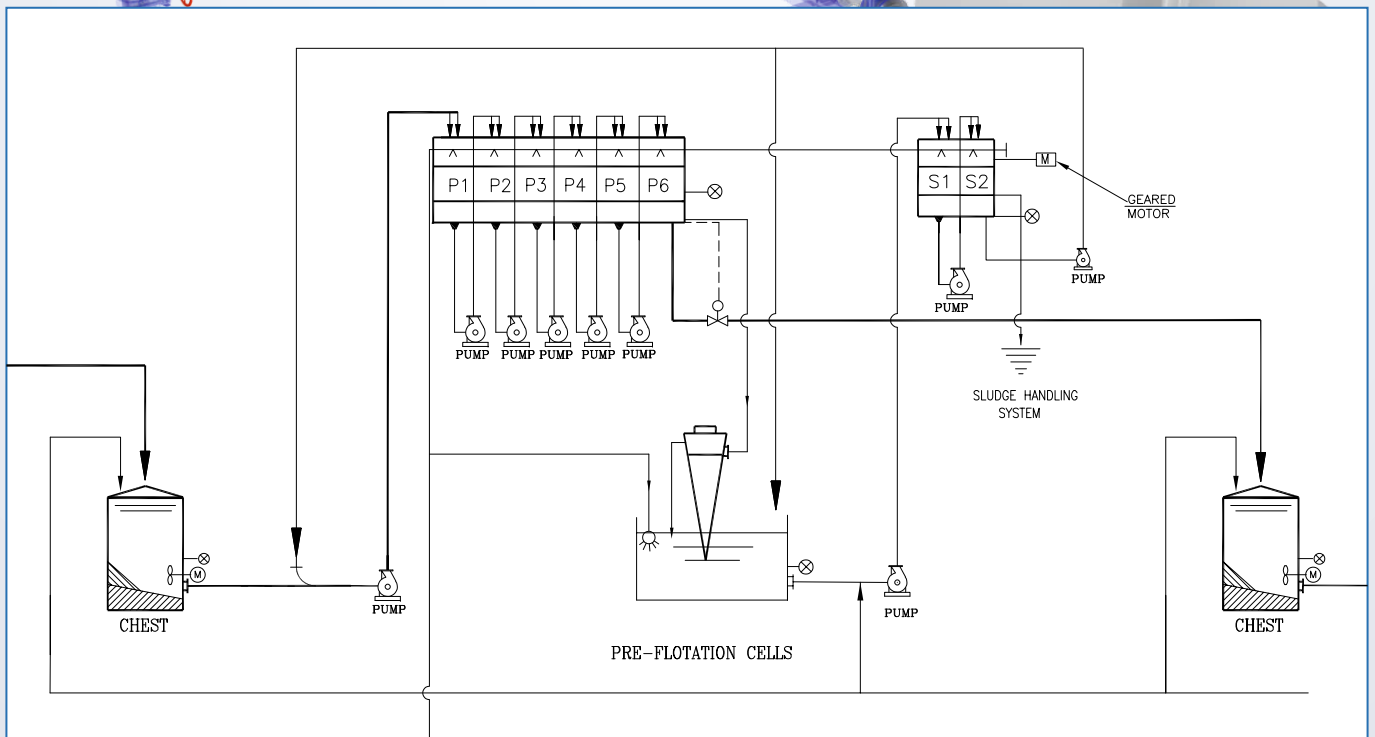 P1 P2 P3 P4 P5 P6
S1 S2
M
GEARED
MOTOR
PUMP
PUMP
PUMP PUMP PUMP PUMP PUMP
SLUDGE HANDLING
SYSTEM
M
M
PUMP
PUMP
CHEST
CHEST
PRE-FLOTATION CELLS